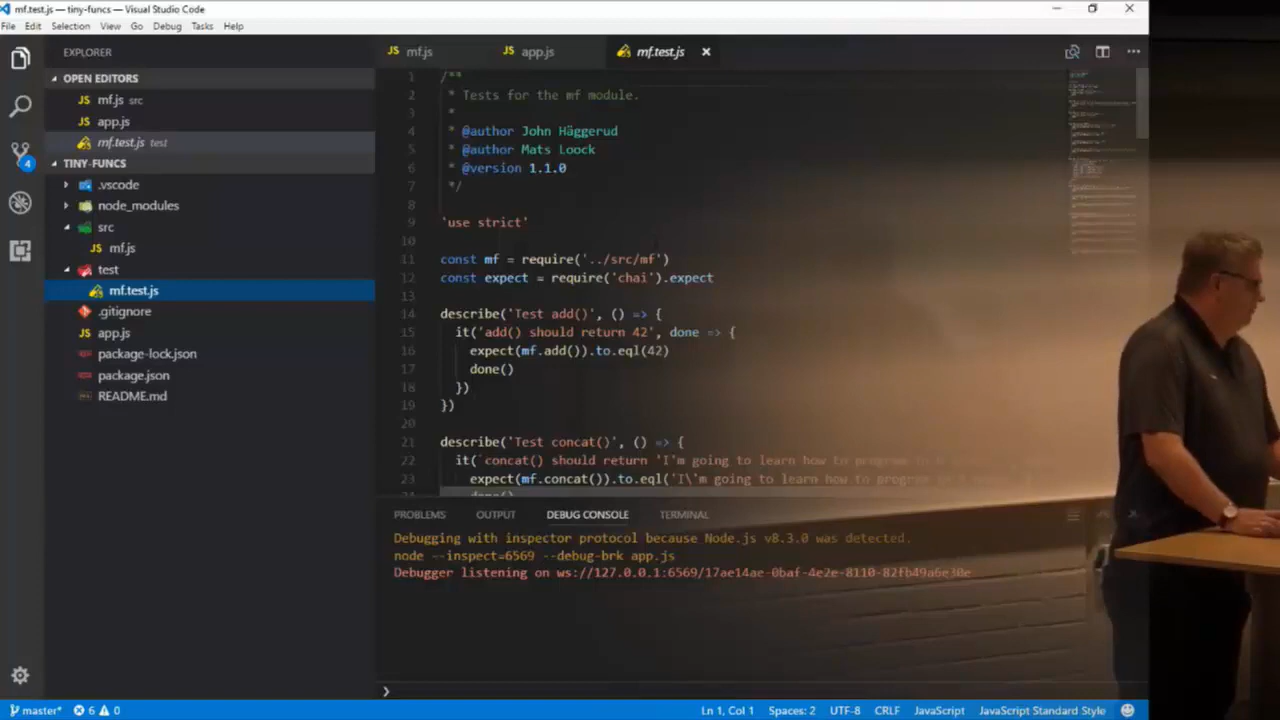 mf.test.js - tiny-funcs - Visual Studio Code
File Edit Selection View Go Debug Tasks Help
EXPLORER
OPEN EDITORS
JS mf.js src
JS app.js
mf.test.js test
TINY-FUNCS
.vscode
node_modules
src
JS mf.js
test
mf.test.js
.gitignore
JS app.js
package-lock.json
package.json
README.md
4
JS mf.js JS app.js mf.test.js
1 /**
2 * Tests for the mf module.
3 *
4 * @author John Häggerud
5 * @author Mats Loock
6 * @version 1.1.0
7 */
8
9 'use strict'
10
11 const mf = require('../src/mf')
12 const expect = require('chai').expect
13
14 describe('Test add()', () => {
15 it('add() should return 42', done => {
16 expect(mf.add()).to.eql(42)
17 done()
18 })
19 })
20
21 describe('Test concat()', () => {
22 it(`concat() should return 'I'm going to learn how to program
23 expect(mf.concat()).to.eql('I\'m going to learn how to program
24 done()
PROBLEMS OUTPUT DEBUG CONSOLE TERMINAL
Debugging with inspector protocol because Node.js v8.3.0 was detected.
node --inspect=6569 --debug-brk app.js
Debugger listening on ws://127.0.0.1:6569/17ae14ae-0baf-4e2e-8110-82fb49a6e30e
master* 6 0 Ln 1, Col 1 Spaces: 2 UTF-8 CRLF JavaScript JavaScript Standard Style